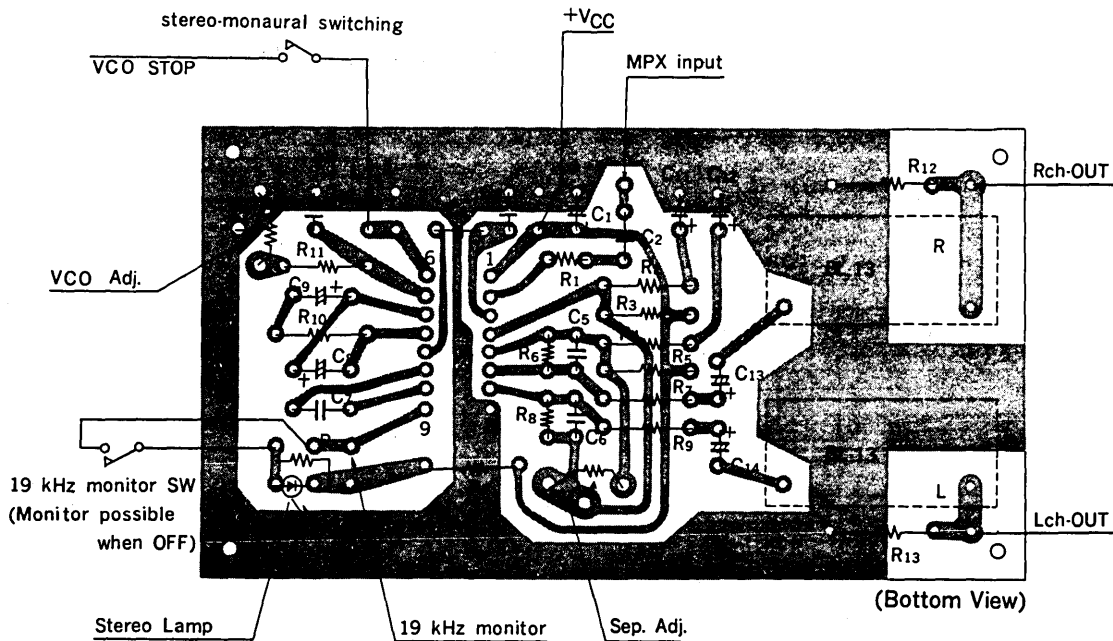 +VCC
stereo-monaural switching
VCO STOP
MPX input
R12
Rch-OUT
C1
6
1
C2
R11
R1
R
VCO Adj.
C9
+
R10
R3
C5
R6
R5
C8
C13
R7
+
C7
R8
9
R9
+
C6
C14
L
19 kHz monitor SW
(Monitor possible
when OFF)
R13
Lch-OUT
(Bottom View)
Stereo Lamp
19 kHz monitor
Sep. Adj.